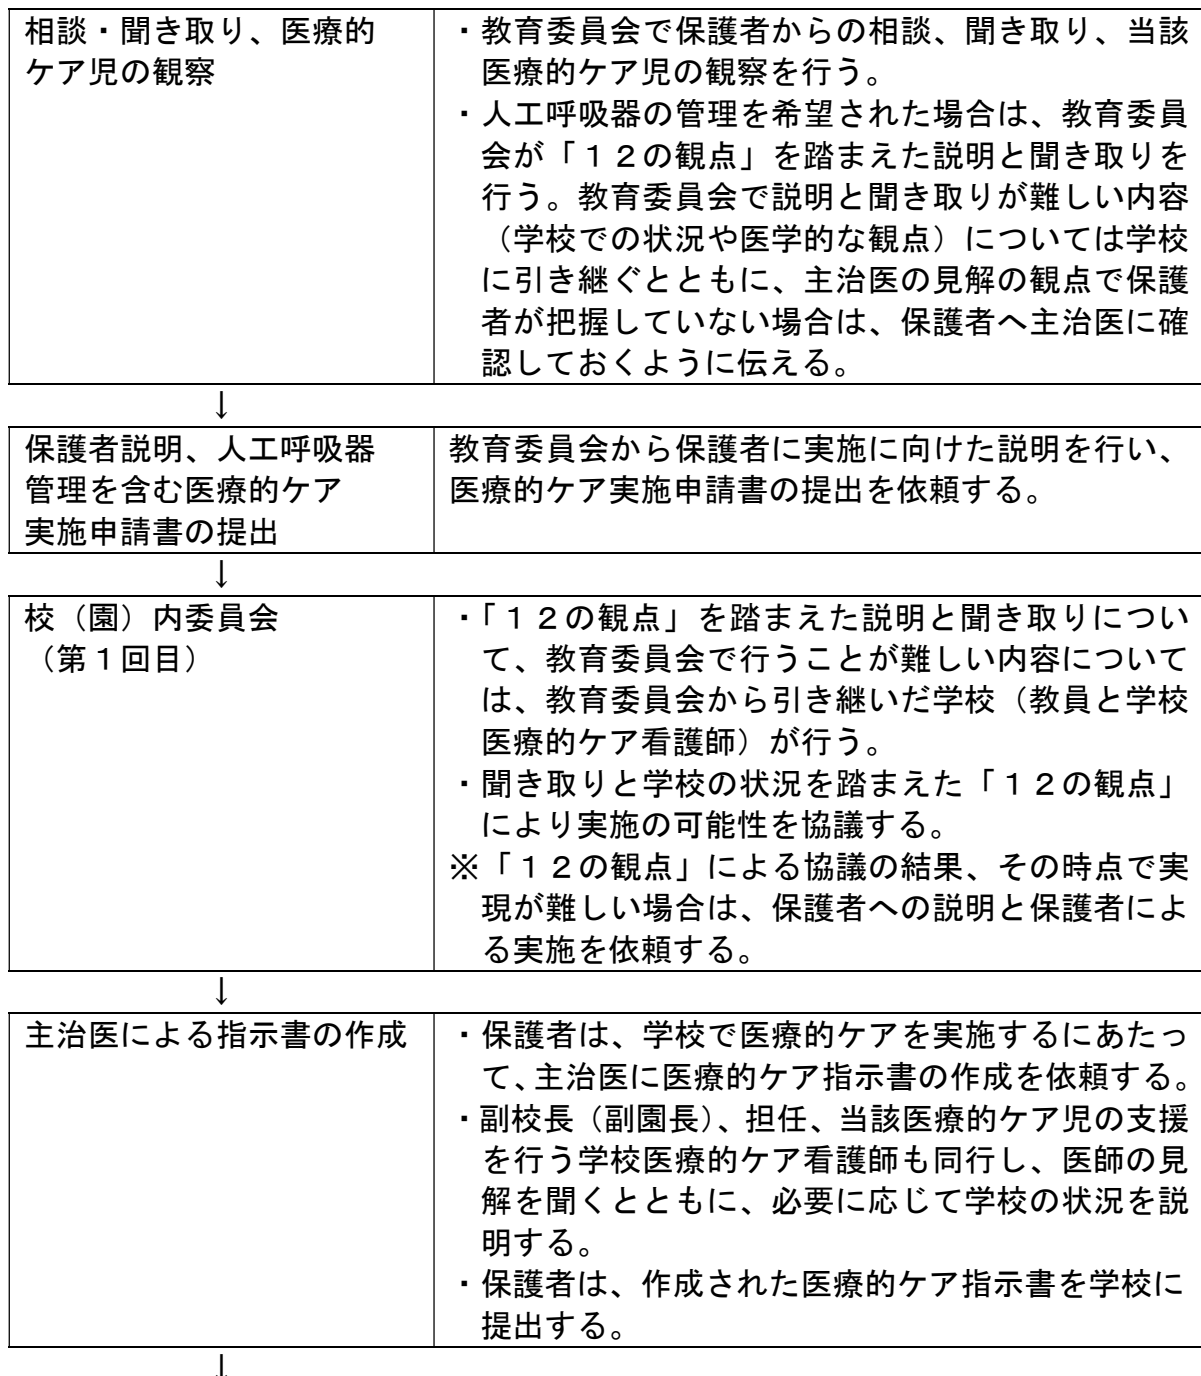 相談・聞き取り、医療的
ケア児の観察
・教育委員会で保護者からの相談、聞き取り、当該
医療的ケア児の観察を行う。
・人工呼吸器の管理を希望された場合は、教育委員
会が「１２の観点」を踏まえた説明と聞き取りを
行う。教育委員会で説明と聞き取りが難しい内容
（学校での状況や医学的な観点）については学校
に引き継ぐとともに、主治医の見解の観点で保護
者が把握していない場合は、保護者へ主治医に確
認しておくように伝える。
↓
保護者説明、人工呼吸器
管理を含む医療的ケア
実施申請書の提出
教育委員会から保護者に実施に向けた説明を行い、
医療的ケア実施申請書の提出を依頼する。
↓
校（園）内委員会
（第１回目）
・「１２の観点」を踏まえた説明と聞き取りについ
て、教育委員会で行うことが難しい内容について
は、教育委員会から引き継いだ学校（教員と学校
医療的ケア看護師）が行う。
・聞き取りと学校の状況を踏まえた「１２の観点」
により実施の可能性を協議する。
※「１２の観点」による協議の結果、その時点で実
現が難しい場合は、保護者への説明と保護者によ
る実施を依頼する。
↓
主治医による指示書の作成
・保護者は、学校で医療的ケアを実施するにあたっ
て、主治医に医療的ケア指示書の作成を依頼する。
・副校長（副園長）、担任、当該医療的ケア児の支援
を行う学校医療的ケア看護師も同行し、医師の見
解を聞くとともに、必要に応じて学校の状況を説
明する。
・保護者は、作成された医療的ケア指示書を学校に
提出する。
↓